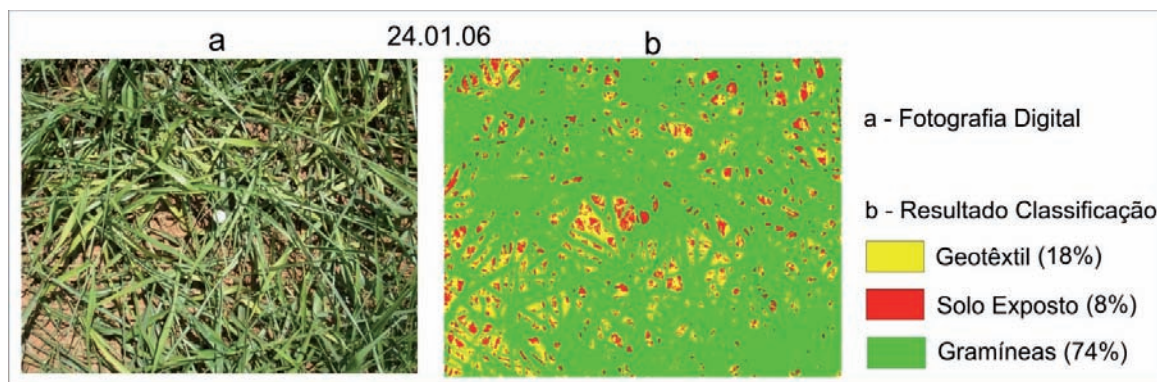 a
24.01.06
b
a - Fotografia Digital
b - Resultado Classificação
Geotêxtil (18%)
Solo Exposto (8%)
Gramíneas (74%)